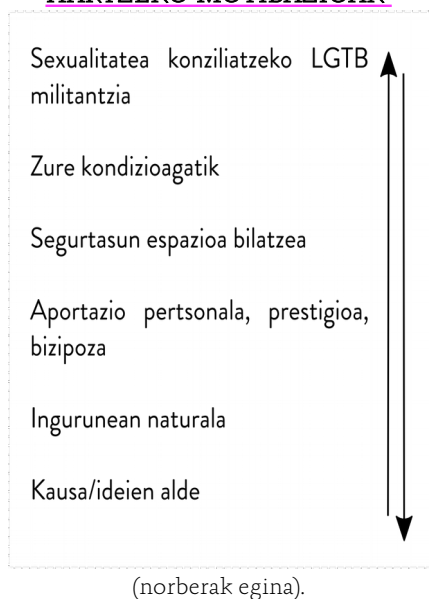 Sexualitatea konziliatzeko LGTB
militantzia
Zure kondizioagatik
Segurtasun espazioa bilatzea
Aportazio pertsonala, prestigioa,
bizipoza
Ingurunean naturala
Kausa/ideien alde
(norberak egina).